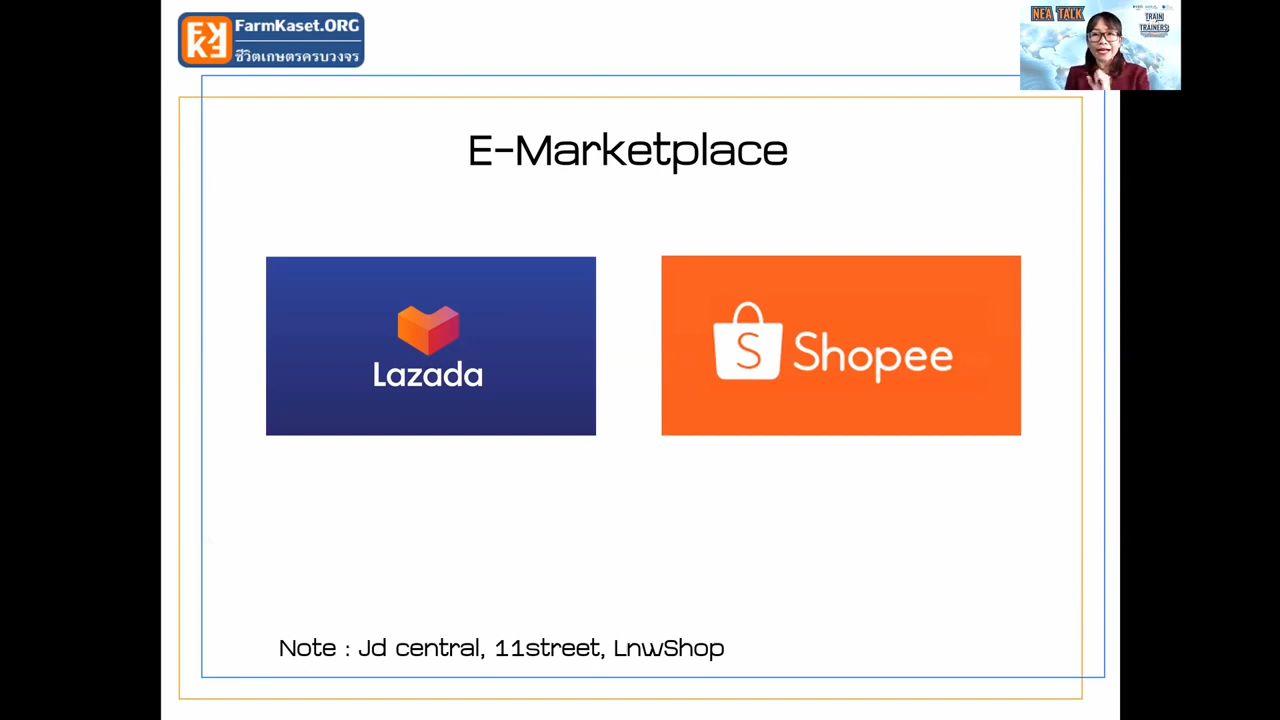 FarmKaset.ORG
ชีวิตเกษตรครบวงจร
NEA TALK
TRAIN
TRAINERS
E-Marketplace
Lazada
S Shopee
Note : Jd central, 11street, LnwShop